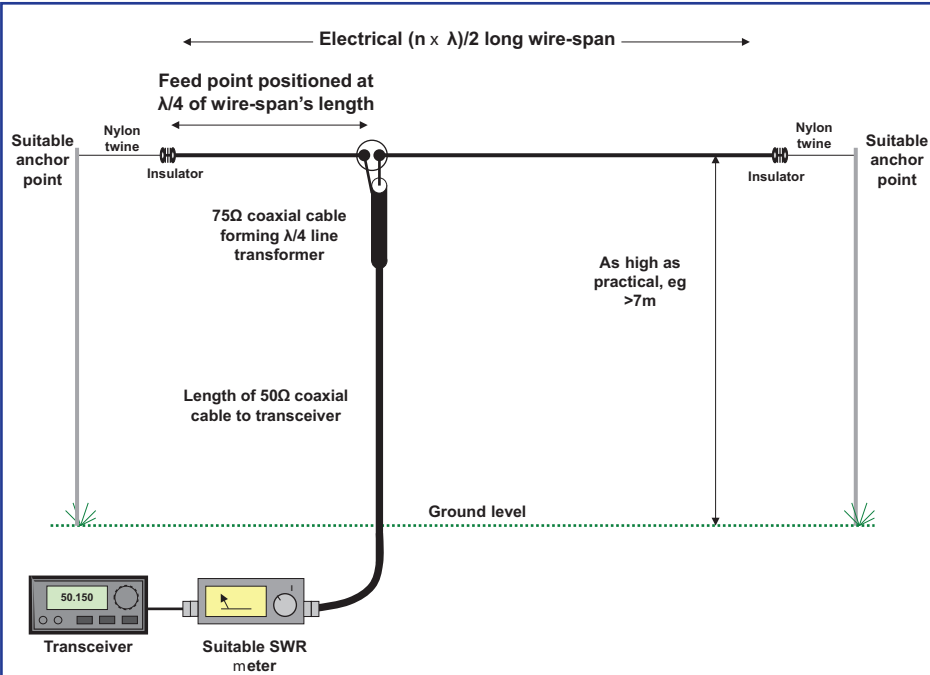 Electrical (n x λ)/2 long wire-span
Feed point positioned at
λ/4 of wire-span's length
Suitable
anchor
point
Nylon
twine
Insulator
Nylon
twine
Insulator
Suitable
anchor
point
75Ω coaxial cable
forming λ/4 line
transformer
As high as
practical, eg
>7m
Length of 50Ω coaxial
cable to transceiver
Ground level
50.150
Transceiver
Suitable SWR
meter